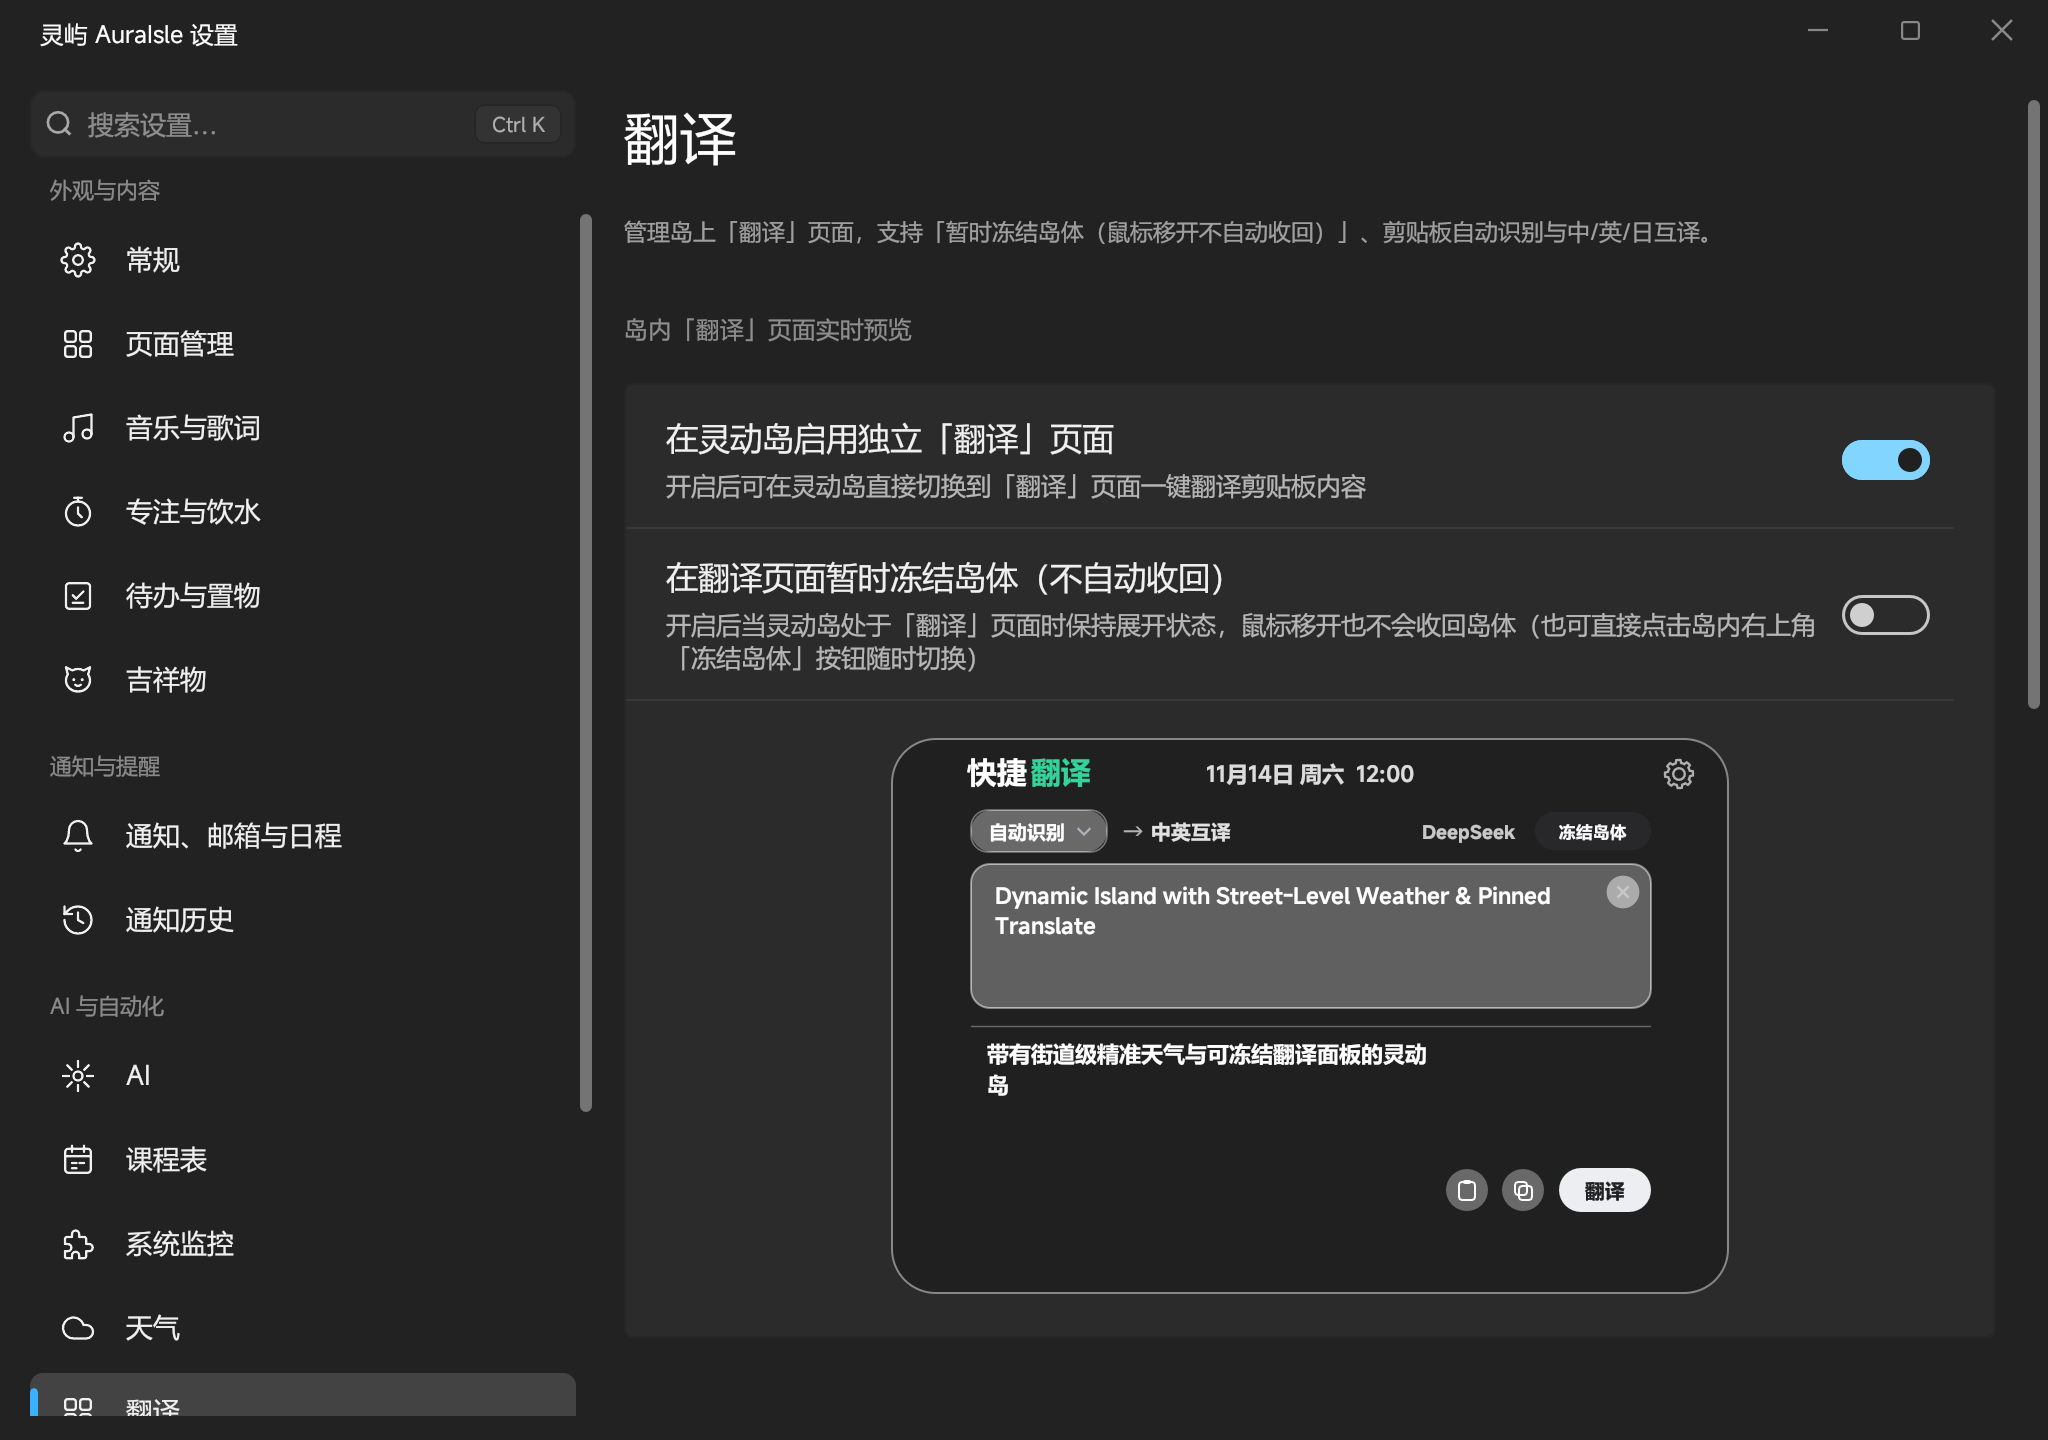 灵屿 AuraIsle 设置
搜索设置...
Ctrl K
外观与内容
常规
页面管理
音乐与歌词
专注与饮水
待办与置物
吉祥物
通知与提醒
通知、邮箱与日程
通知历史
AI 与自动化
AI
课程表
系统监控
天气
翻译
翻译
管理岛上「翻译」页面，支持「暂时冻结岛体（鼠标移开不自动收回）」、剪贴板自动识别与中/英/日互译。
岛内「翻译」页面实时预览
在灵动岛启用独立「翻译」页面
开启后可在灵动岛直接切换到「翻译」页面一键翻译剪贴板内容
在翻译页面暂时冻结岛体（不自动收回）
开启后当灵动岛处于「翻译」页面时保持展开状态，鼠标移开也不会收回岛体（也可直接点击岛内右上角
「冻结岛体」按钮随时切换）
快捷翻译
11月14日 周六 12:00
自动识别
→ 中英互译
DeepSeek
冻结岛体
Dynamic Island with Street-Level Weather & Pinned
Translate
带有街道级精准天气与可冻结翻译面板的灵动
岛
翻译